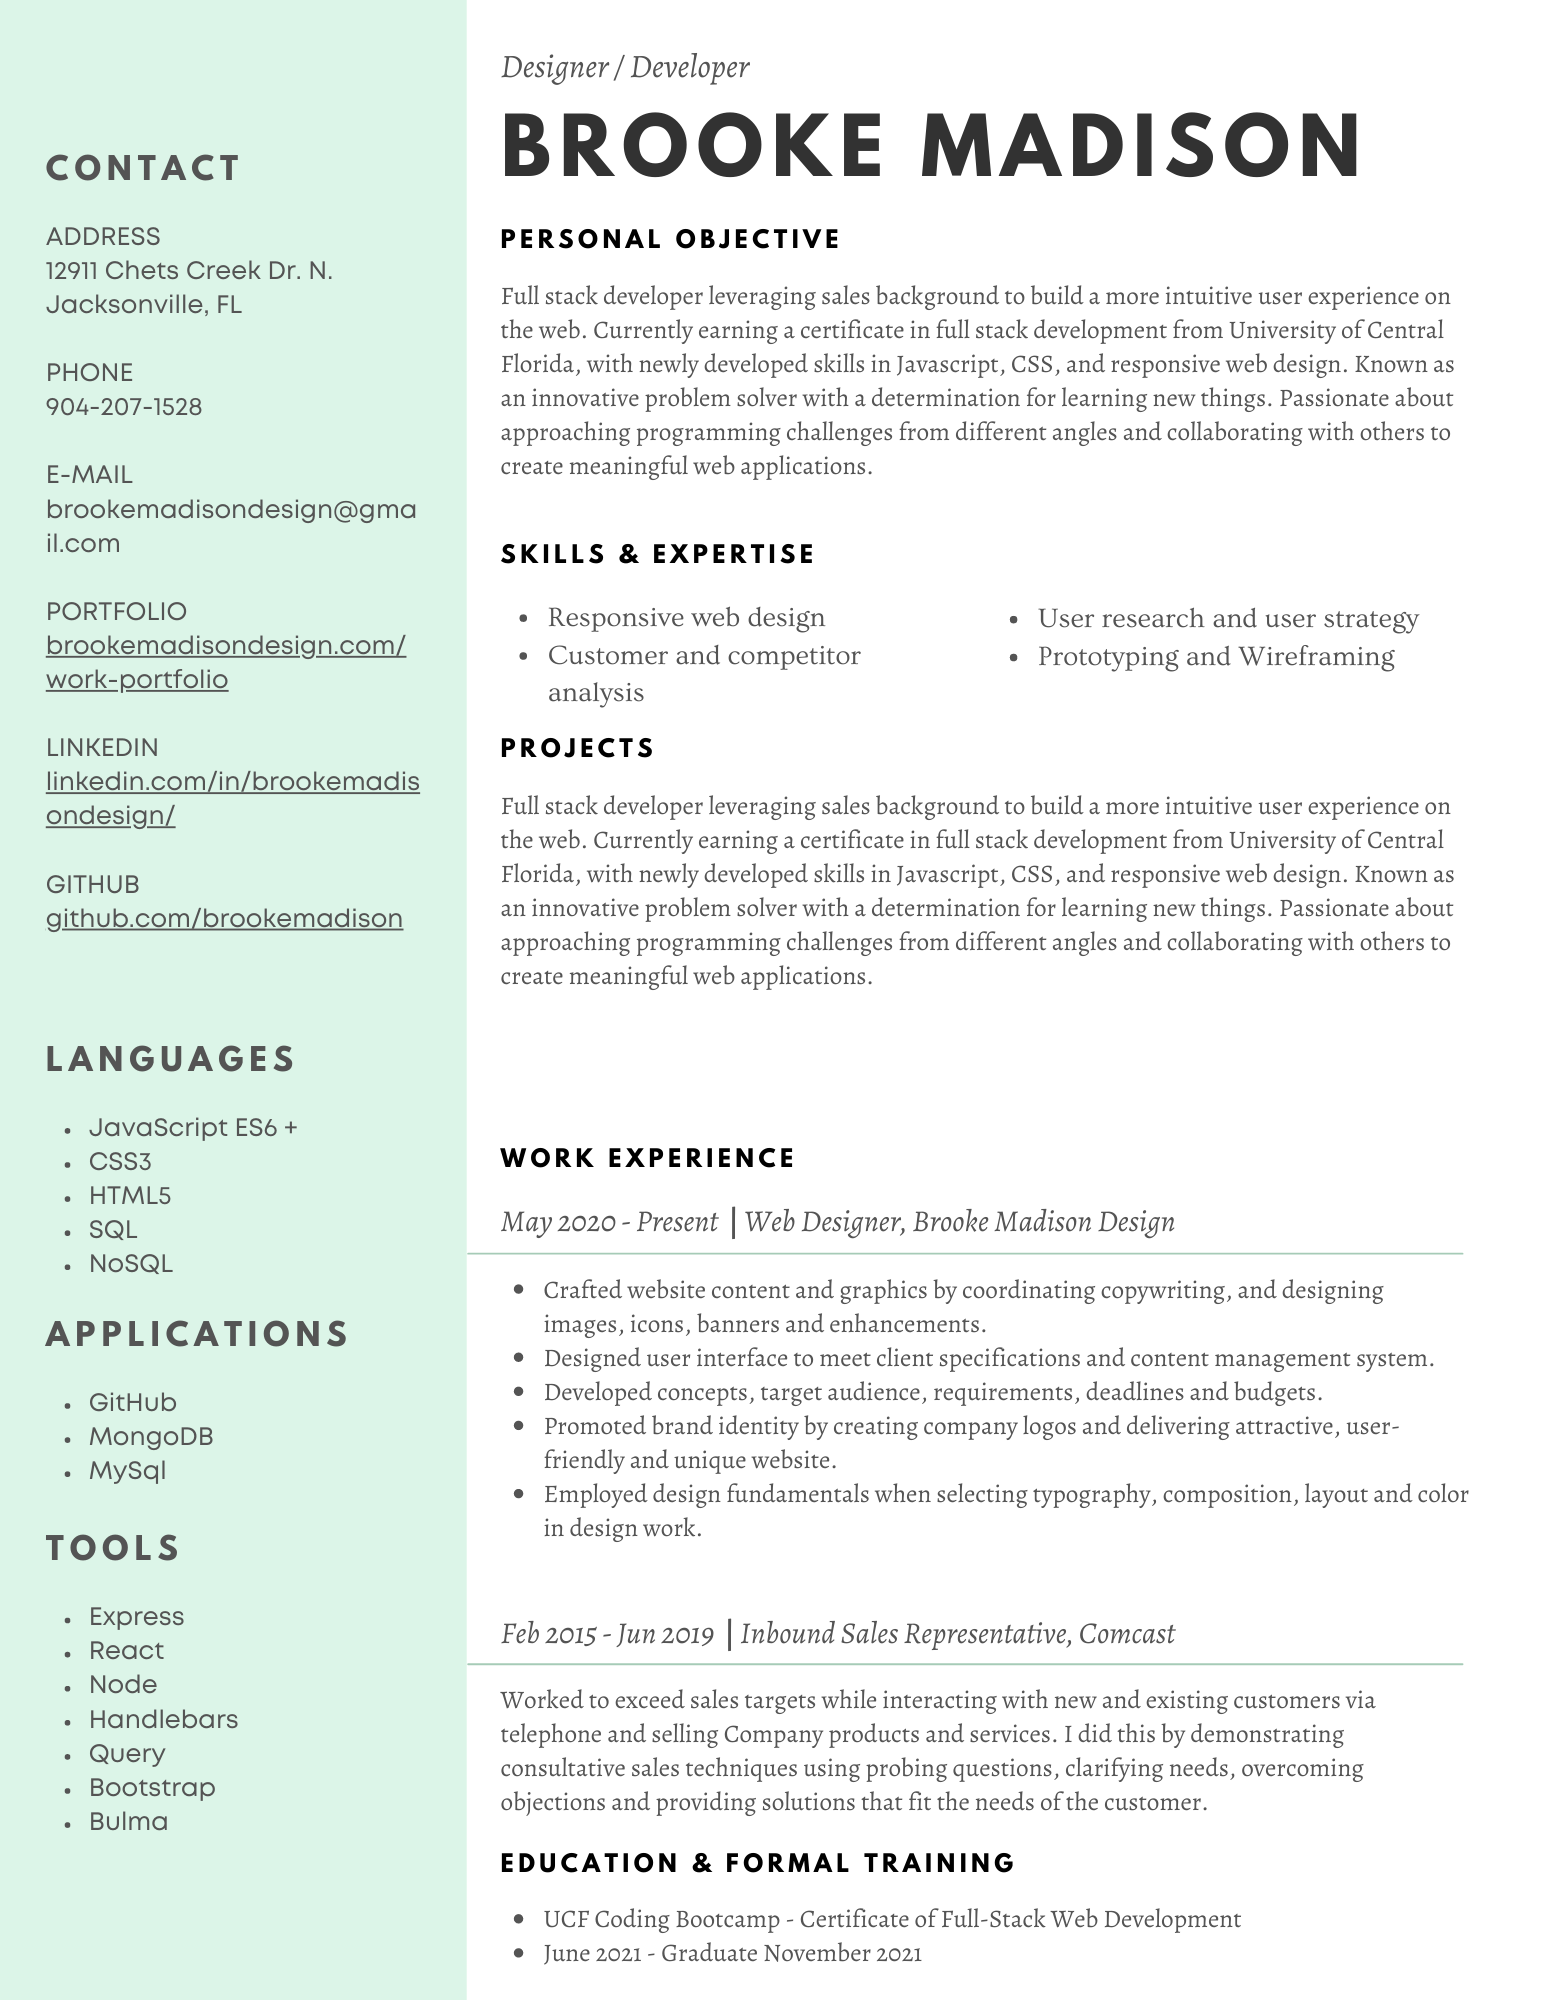 CONTACT
ADDRESS
12911 Chets Creek Dr. N.
Jacksonville, FL
PHONE
904-207-1528
E-MAIL
brookemadisondesign@gma
il.com
PORTFOLIO
brookemadisondesign.com/
work-portfolio
LINKEDIN
linkedin.com/in/brookemadis
ondesign/
GITHUB
github.com/brookemadison
LANGUAGES
• JavaScript ES6 +
• CSS3
• HTML5
• SQL
• NoSQL
APPLICATIONS
• GitHub
• MongoDB
• MySql
TOOLS
• Express
• React
• Node
• Handlebars
• Query
• Bootstrap
• Bulma
Designer / Developer
BROOKE MADISON
PERSONAL OBJECTIVE
Full stack developer leveraging sales background to build a more intuitive user experience on
the web. Currently earning a certificate in full stack development from University of Central
Florida, with newly developed skills in Javascript, CSS, and responsive web design. Known as
an innovative problem solver with a determination for learning new things. Passionate about
approaching programming challenges from different angles and collaborating with others to
create meaningful web applications.
SKILLS & EXPERTISE
• Responsive web design
• Customer and competitor
analysis
• User research and user strategy
• Prototyping and Wireframing
PROJECTS
Full stack developer leveraging sales background to build a more intuitive user experience on
the web. Currently earning a certificate in full stack development from University of Central
Florida, with newly developed skills in Javascript, CSS, and responsive web design. Known as
an innovative problem solver with a determination for learning new things. Passionate about
approaching programming challenges from different angles and collaborating with others to
create meaningful web applications.
WORK EXPERIENCE
May 2020 - Present | Web Designer, Brooke Madison Design
• Crafted website content and graphics by coordinating copywriting, and designing
images, icons, banners and enhancements.
• Designed user interface to meet client specifications and content management system.
• Developed concepts, target audience, requirements, deadlines and budgets.
• Promoted brand identity by creating company logos and delivering attractive, user-
friendly and unique website.
• Employed design fundamentals when selecting typography, composition, layout and color
in design work.
Feb 2015 - Jun 2019 | Inbound Sales Representative, Comcast
Worked to exceed sales targets while interacting with new and existing customers via
telephone and selling Company products and services. I did this by demonstrating
consultative sales techniques using probing questions, clarifying needs, overcoming
objections and providing solutions that fit the needs of the customer.
EDUCATION & FORMAL TRAINING
• UCF Coding Bootcamp - Certificate of Full-Stack Web Development
• June 2021 - Graduate November 2021